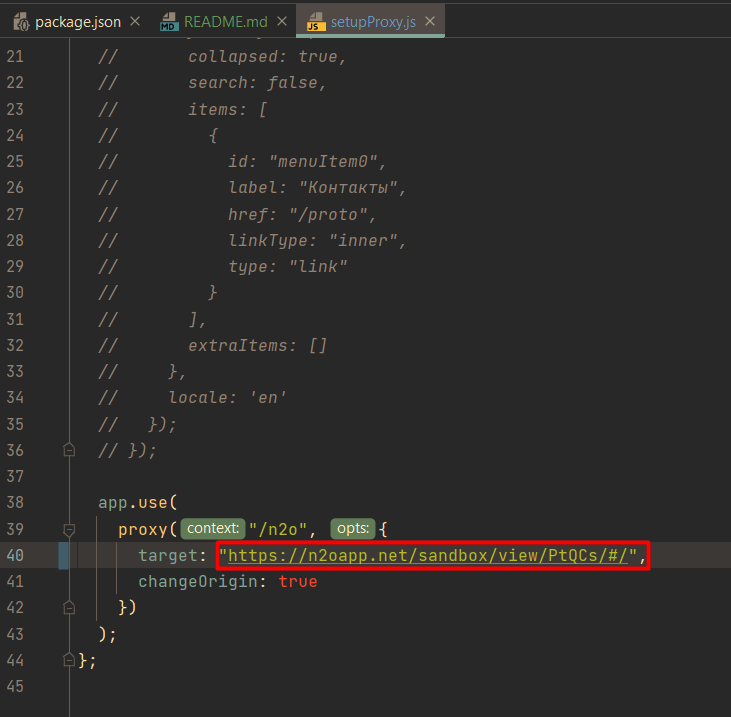 package.json
README.md
setupProxy.js
21 // collapsed: true,
22 // search: false,
23 // items: [
24 // {
25 // id: "menuItem0",
26 // label: "Контакты",
27 // href: "/proto",
28 // linkType: "inner",
29 // type: "link"
30 // }
31 // ],
32 // extraItems: []
33 // },
34 // locale: 'en'
35 // });
36 // });
37
38 app.use(
39 proxy( context: "/n2o", opts: {
40 target: "https://n2oapp.net/sandbox/view/PtQCs/#/",
41 changeOrigin: true
42 })
43 );
44 };
45